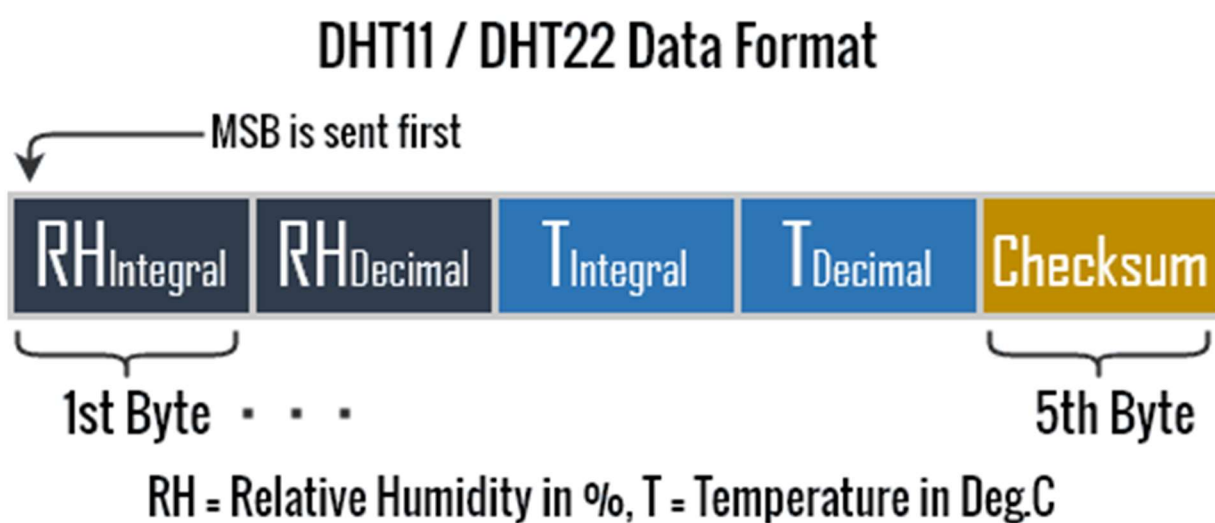 DHT11 / DHT22 Data Format
MSB is sent first
RHIntegral RHDecimal TIntegral TDecimal Checksum
1st Byte . . . 5th Byte
RH = Relative Humidity in %, T = Temperature in Deg.C